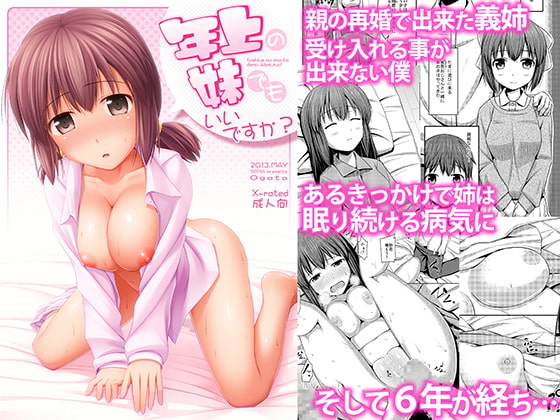 年上の
妹でも
いいですか?
2013.MAY
Ogata
X-rated
成人向
親の再婚で出来た義姉
受け入れる事が
出来ない僕
あるきっかけで姉は
眠り続ける病気に
そして6年が経ち…